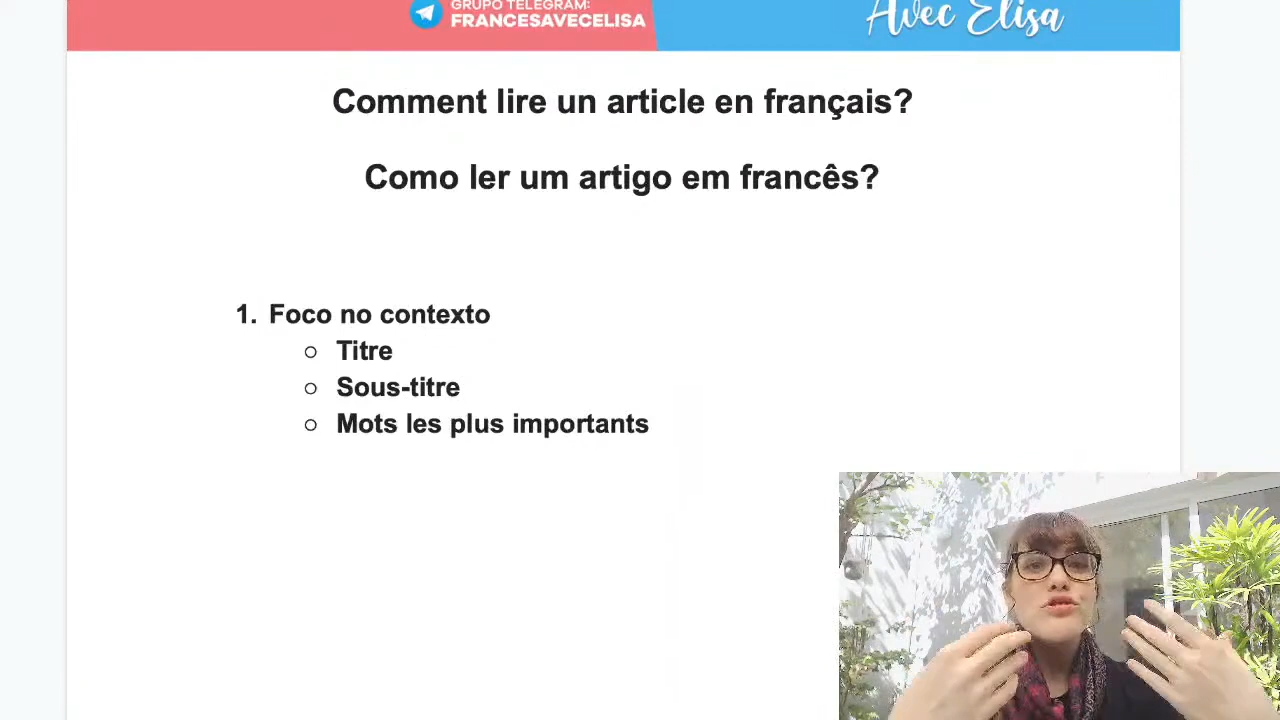 GRUPO TELEGRAM:
FRANCESAVECELISA
Avec Elisa
Comment lire un article en français?
Como ler um artigo em francês?
1. Foco no contexto
○ Titre
○ Sous-titre
○ Mots les plus importants